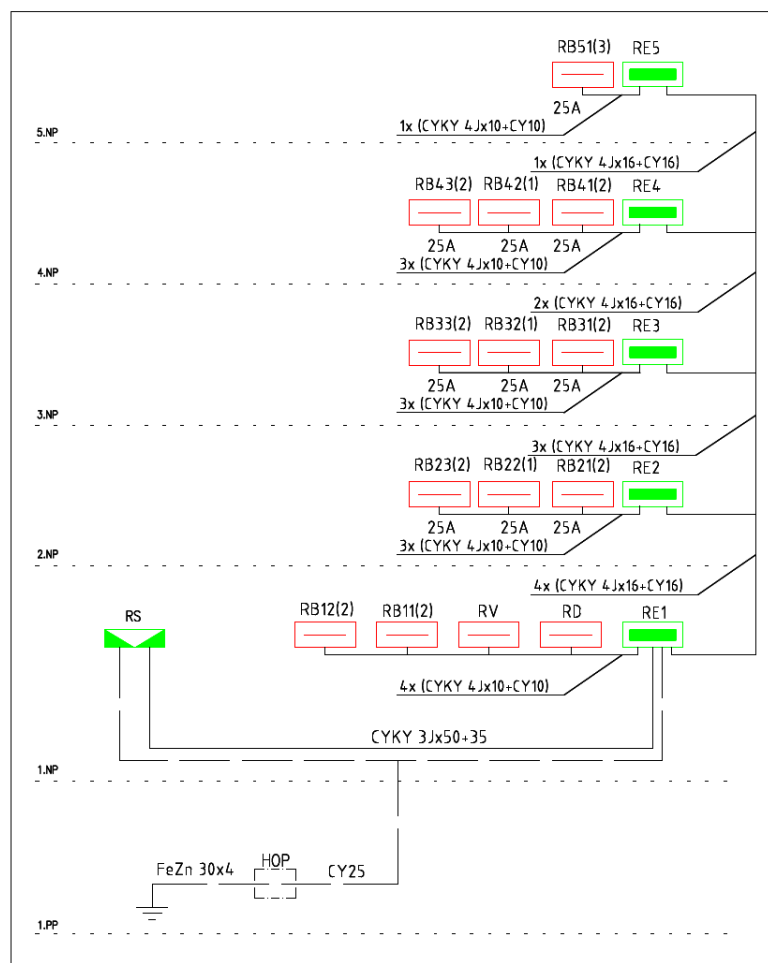 RB51(3) RE5
25A
1x (CYKY 4Jx10+CY10)
5.NP
1x (CYKY 4Jx16+CY16)
RB43(2) RB42(1) RB41(2) RE4
25A 25A 25A
3x (CYKY 4Jx10+CY10)
4.NP
2x (CYKY 4Jx16+CY16)
RB33(2) RB32(1) RB31(2) RE3
25A 25A 25A
3x (CYKY 4Jx10+CY10)
3.NP
3x (CYKY 4Jx16+CY16)
RB23(2) RB22(1) RB21(2) RE2
25A 25A 25A
3x (CYKY 4Jx10+CY10)
2.NP
4x (CYKY 4Jx16+CY16)
RS RB12(2) RB11(2) RV RD RE1
4x (CYKY 4Jx10+CY10)
CYKY 3Jx50+35
1.NP
FeZn 30x4 HOP CY25
1.PP